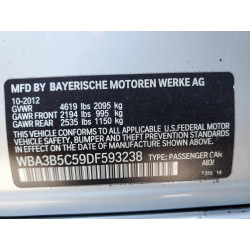 BAYERISCHE MOTOREN WERKE AG
10-2012
GVWR 4619 lbs 2095 kg
GAWR FRONT 2194 lbs 995 kg
GAWR REAR 2535 lbs 1150 kg
THIS VEHICLE CONFORMS TO ALL APPLICABLE
U.S. FEDERAL MOTOR VEHICLE SAFETY,
BUMPER, AND THEFT PREVENTION STANDARDS
IN EFFECT ON THE DATE OF MANUFACTURE
SHOWN ABOVE.
WBA3B5C59DF593238 TYPE: PASSENGER CAR